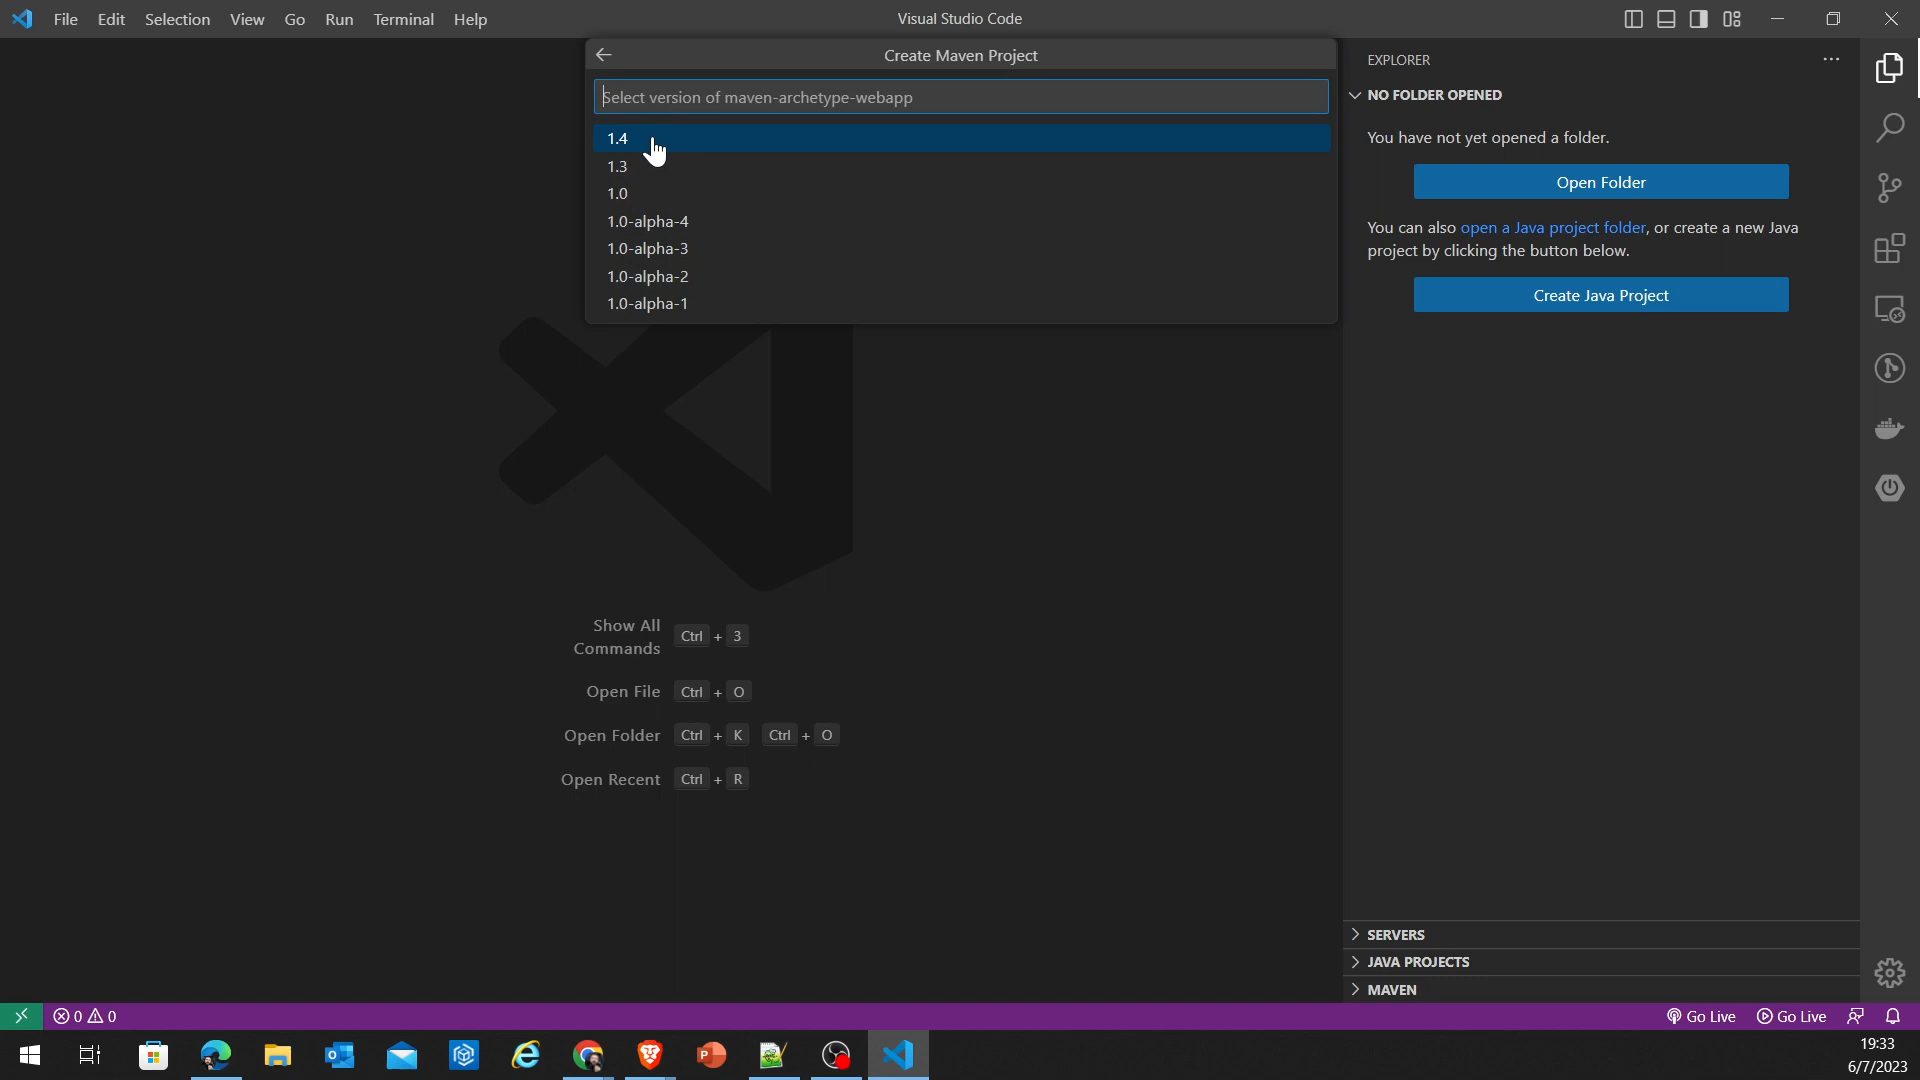 File Edit Selection View Go Run Terminal Help
Visual Studio Code
Create Maven Project
Select version of maven-archetype-webapp
1.4
1.3
1.0
1.0-alpha-4
1.0-alpha-3
1.0-alpha-2
1.0-alpha-1
Show All
Commands
Ctrl + 3
Open File Ctrl + O
Open Folder Ctrl + K Ctrl + O
Open Recent Ctrl + R
EXPLORER
NO FOLDER OPENED
You have not yet opened a folder.
Open Folder
You can also open a Java project folder, or create a new Java
project by clicking the button below.
Create Java Project
SERVERS
JAVA PROJECTS
MAVEN
0 0
Go Live Go Live
19:33
6/7/2023